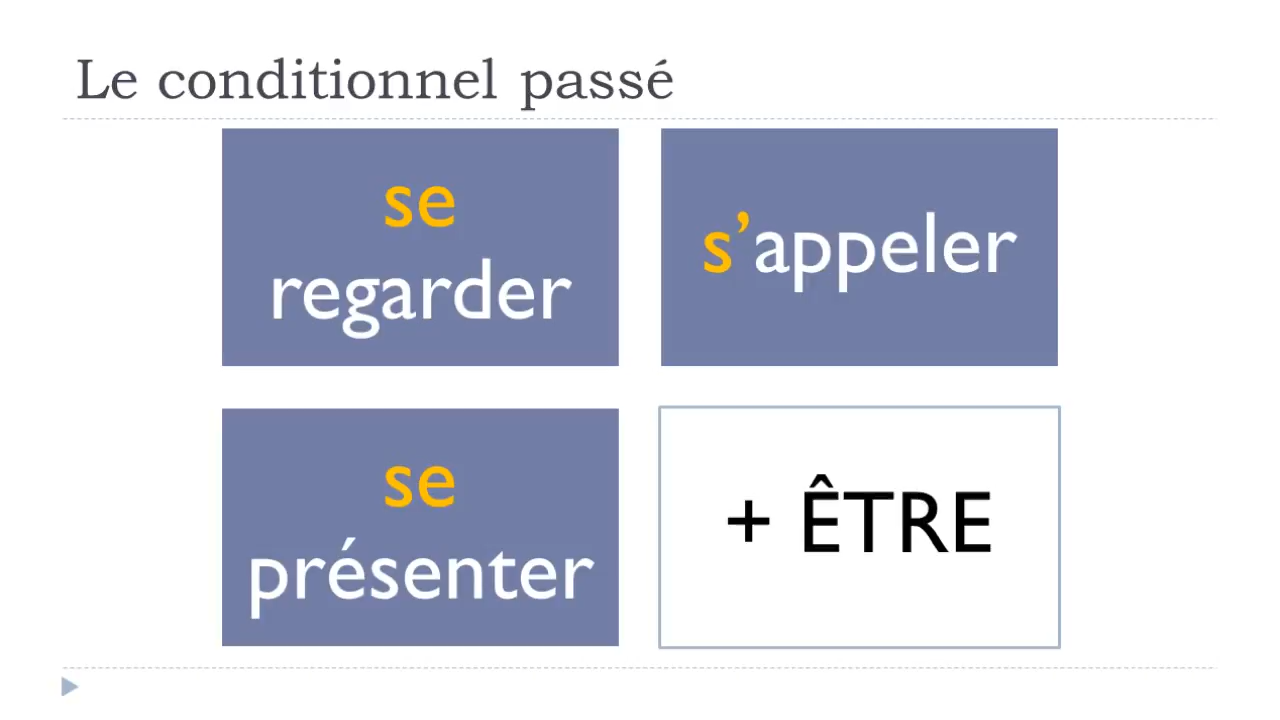 Le conditionnel passé
se
regarder
s’appeler
se
présenter
+ ÊTRE